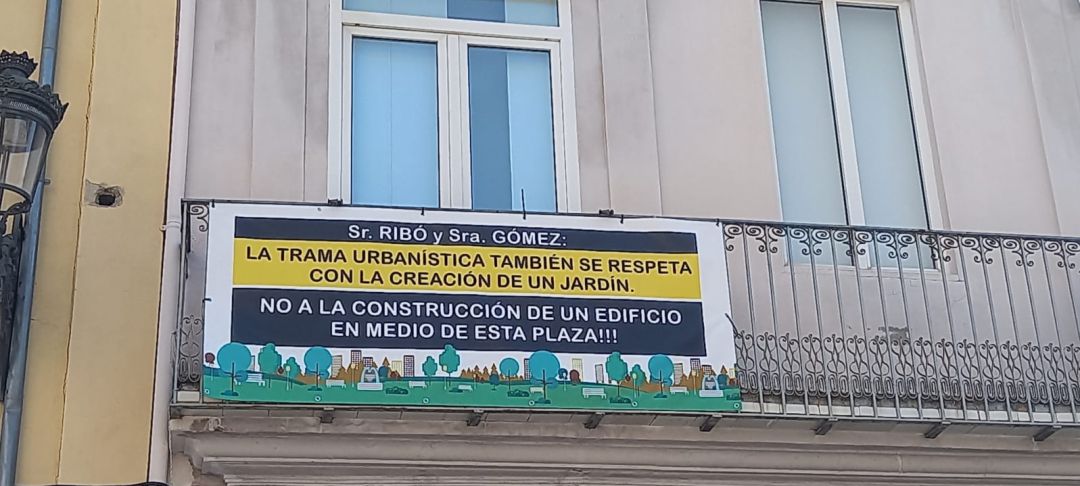 Sr. RIBÓ y Sra. GÓMEZ:
LA TRAMA URBANÍSTICA TAMBIÉN SE RESPETA
CON LA CREACIÓN DE UN JARDÍN.
NO A LA CONSTRUCCIÓN DE UN EDIFICIO
EN MEDIO DE ESTA PLAZA!!!